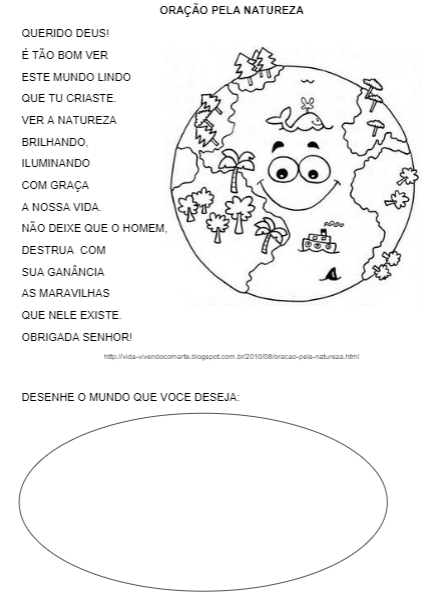 ORAÇÃO PELA NATUREZA
QUERIDO DEUS!
É TÃO BOM VER
ESTE MUNDO LINDO
QUE TU CRIASTE.
VER A NATUREZA
BRILHANDO,
ILUMINANDO
COM GRAÇA
A NOSSA VIDA.
NÃO DEIXE QUE O HOMEM,
DESTRUA COM
SUA GANÂNCIA
AS MARAVILHAS
QUE NELE EXISTE.
OBRIGADA SENHOR!
http://vida-vivendocomarte.blogspot.com.br/2010/08/oracao-pela-natureza.html
DESENHE O MUNDO QUE VOCE DESEJA: